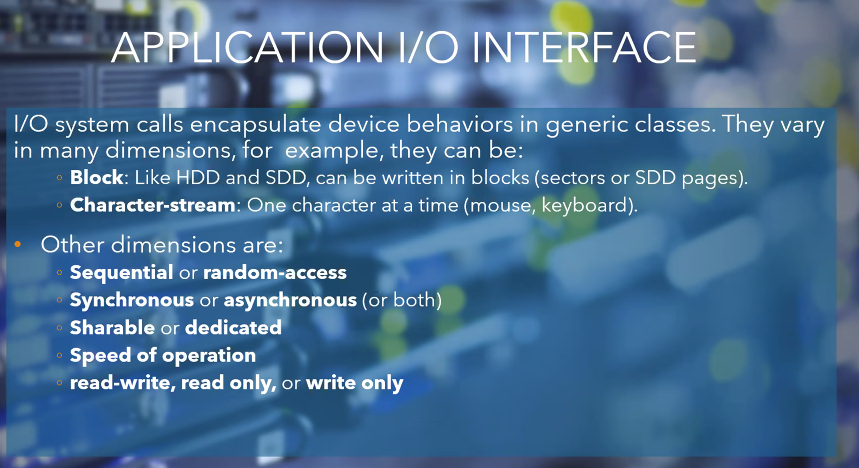 APPLICATION I/O INTERFACE
I/O system calls encapsulate device behaviors in generic classes. They vary
in many dimensions, for example, they can be:
◦ Block: Like HDD and SDD, can be written in blocks (sectors or SDD pages).
◦ Character-stream: One character at a time (mouse, keyboard).
• Other dimensions are:
◦ Sequential or random-access
◦ Synchronous or asynchronous (or both)
◦ Sharable or dedicated
◦ Speed of operation
◦ read-write, read only, or write only